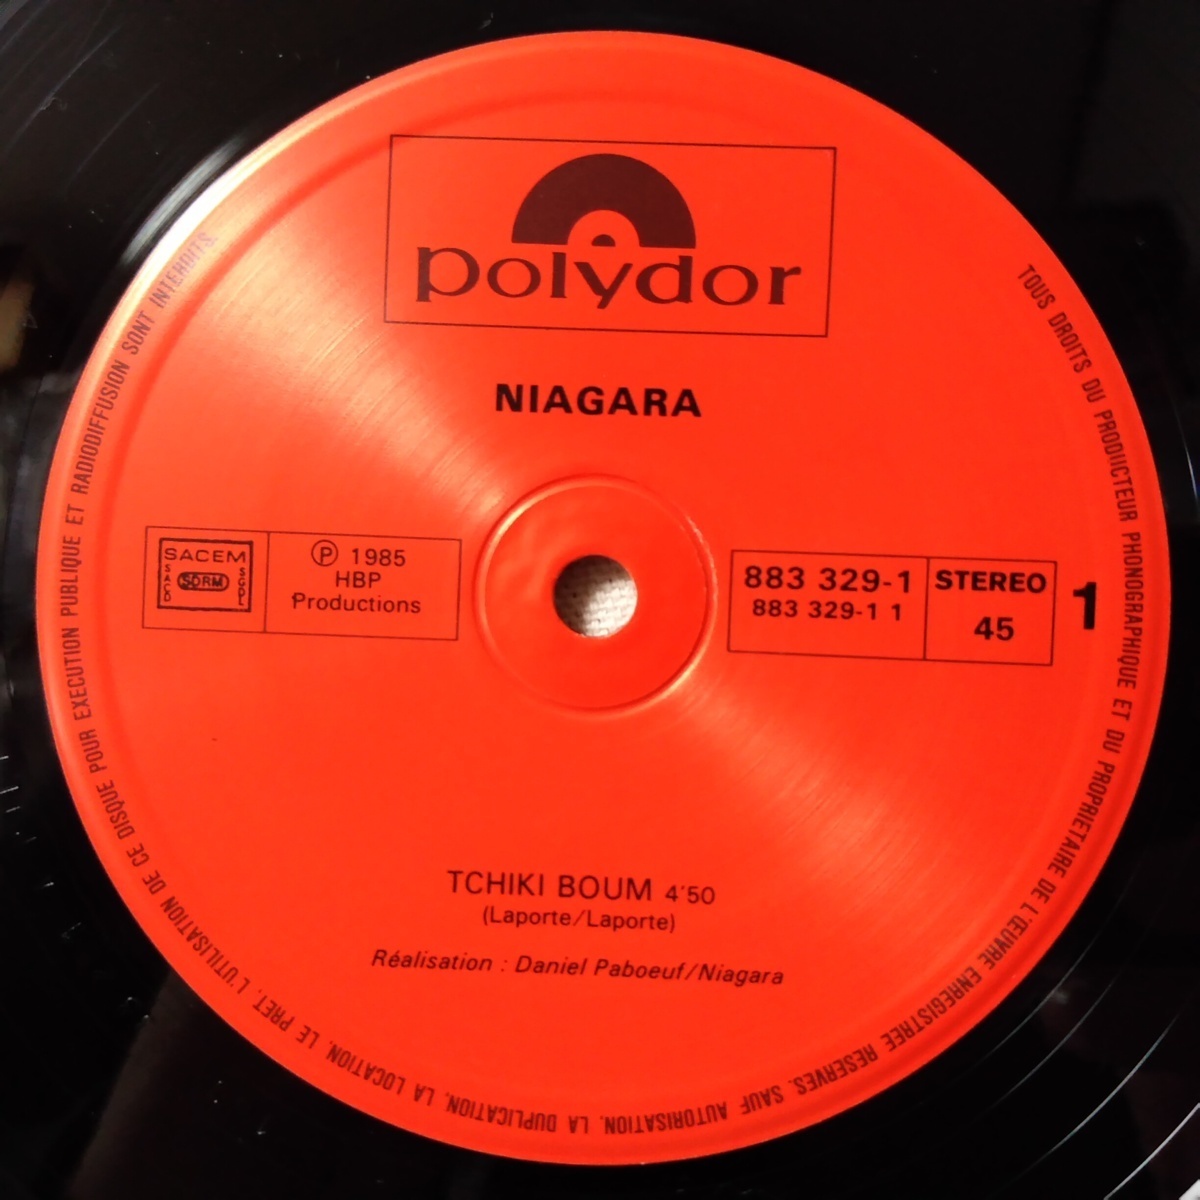 polydor
NIAGARA
SACEM
SACD
SDRM
SGDL
Ⓟ 1985
HBP
Productions
883 329-1
883 329-1 1
STEREO
45
1
TCHIKI BOUM 4'50
(Laporte/Laporte)
Réalisation : Daniel Paboeuf/Niagara
TOUS DROITS DU PRODUCTEUR PHONOGRAPHIQUE ET DU PROPRIETAIRE DE L'ŒUVRE ENREGISTREE RESERVES. SAUF AUTORISATION, LA DUPLICATION, LA LOCATION, LE PRET, L'UTILISATION DE CE DISQUE POUR EXECUTION PUBLIQUE ET RADIODIFFUSION SONT INTERDITS.